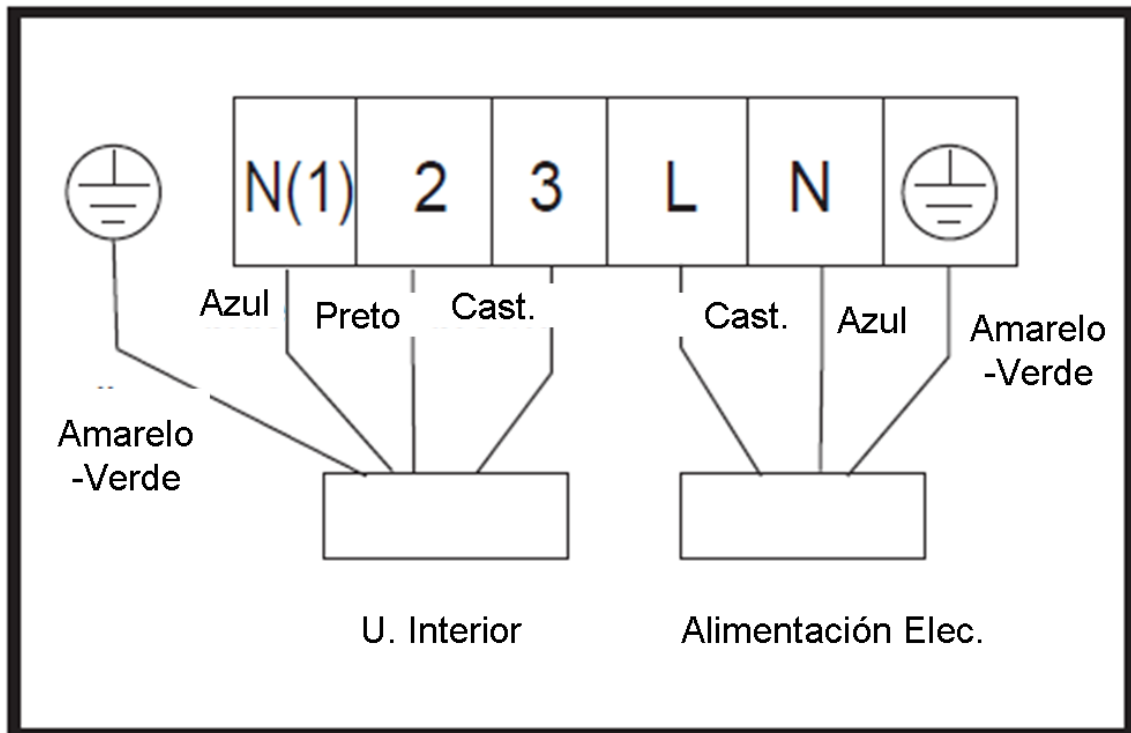 N(1) 2 3 L N
Azul
Preto
Cast.
Cast.
Azul
Amarelo
-Verde
Amarelo
-Verde
U. Interior
Alimentación Elec.